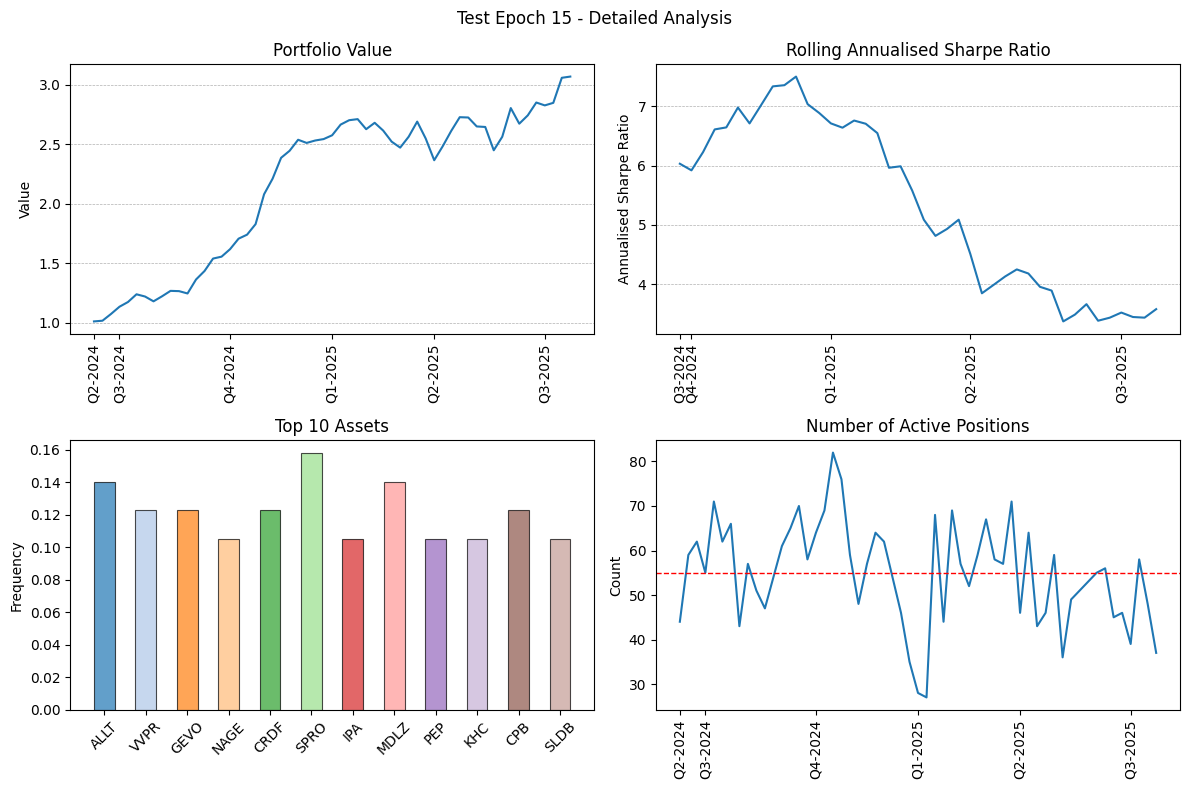 Test Epoch 15 - Detailed Analysis
Portfolio Value
Value
3.0
2.5
2.0
1.5
1.0
Q2-2024
Q3-2024
Q4-2024
Q1-2025
Q2-2025
Q3-2025
Rolling Annualised Sharpe Ratio
Annualised Sharpe Ratio
7
6
5
4
Q3-2024
Q4-2024
Q1-2025
Q2-2025
Q3-2025
Top 10 Assets
Frequency
0.16
0.14
0.12
0.10
0.08
0.06
0.04
0.02
0.00
ALLT
VVPR
GEVO
NAGE
CRDF
SPRO
IPA
MDLZ
PEP
KHC
CPB
SLDB
Number of Active Positions
Count
80
70
60
50
40
30
Q2-2024
Q3-2024
Q4-2024
Q1-2025
Q2-2025
Q3-2025